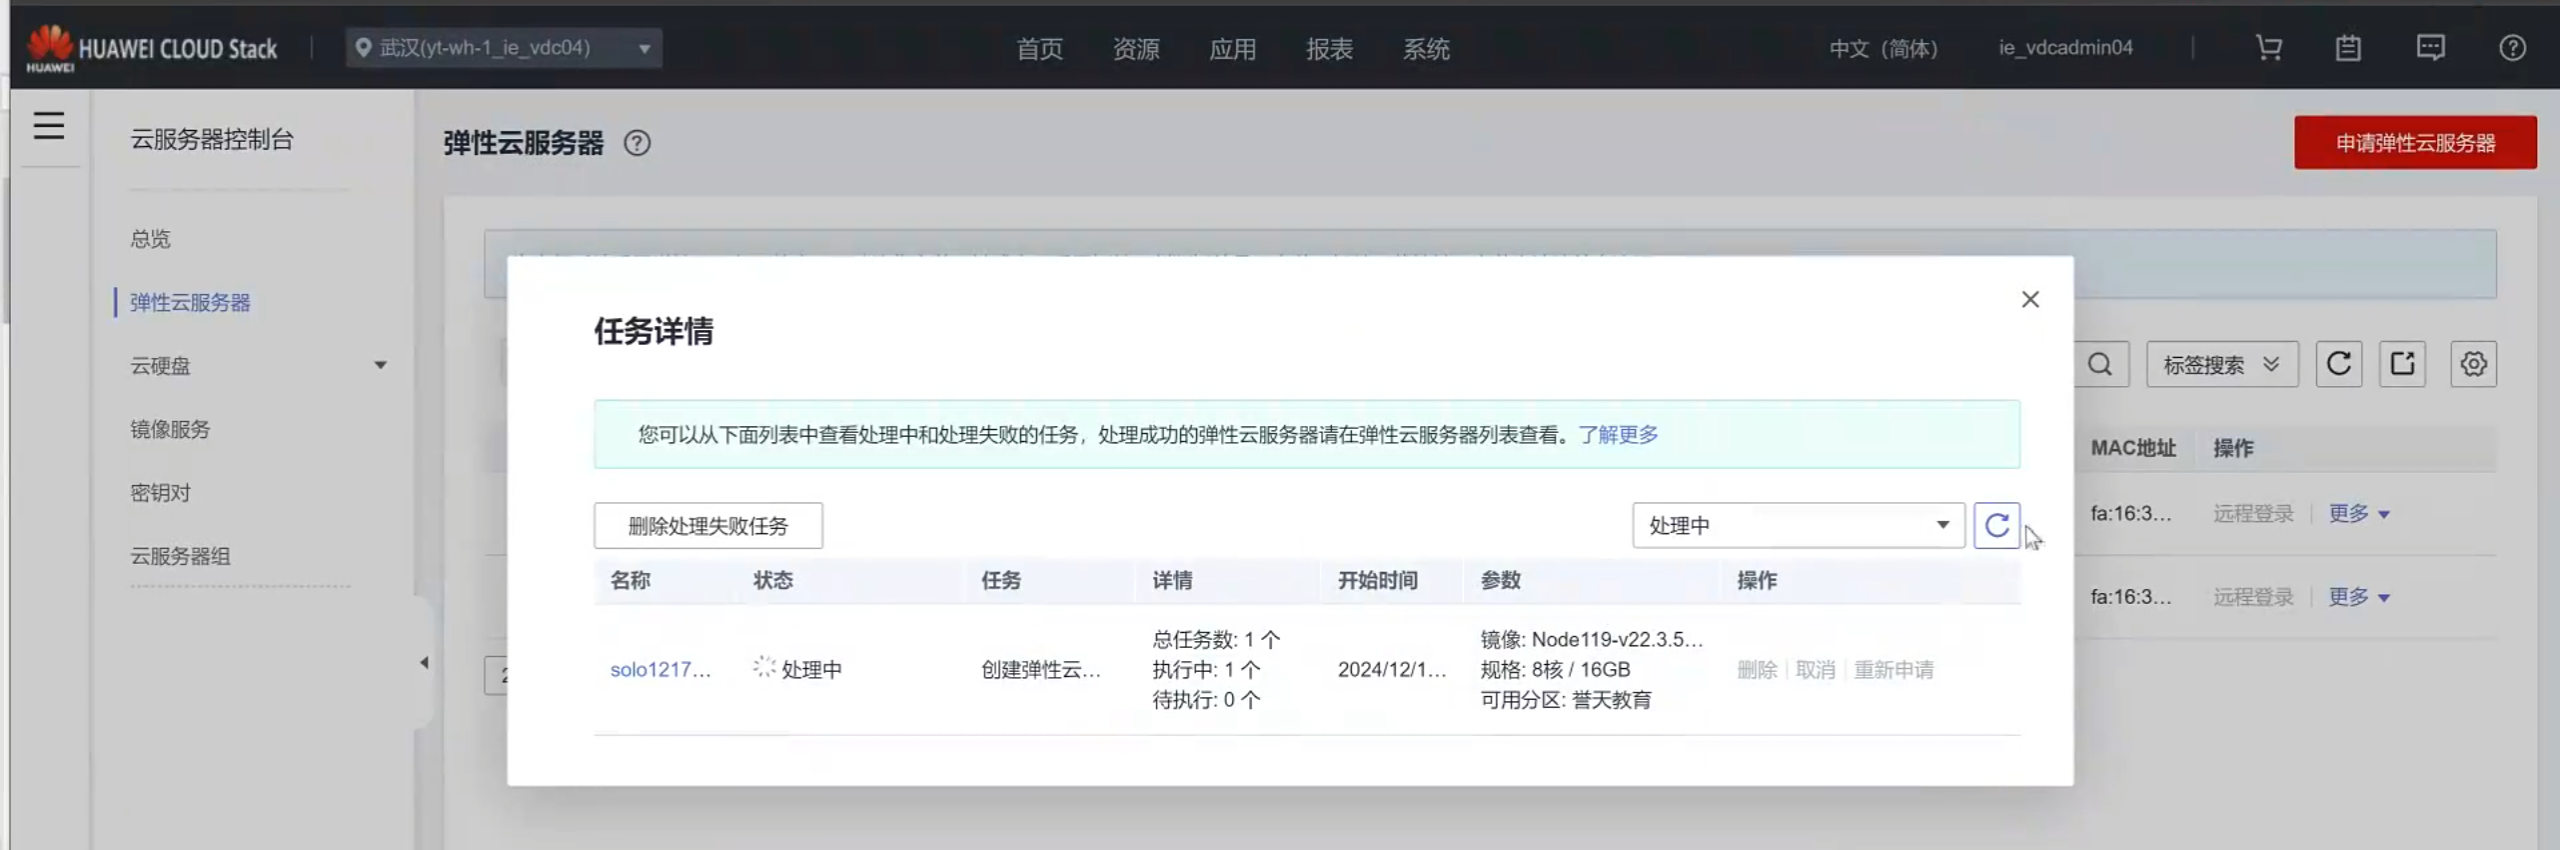 HUAWEI
HUAWEI CLOUD Stack
武汉(yt-wh-1_ie_vdc04)
首页
资源
应用
报表
系统
中文（简体）
ie_vdcadmin04
云服务器控制台
总览
弹性云服务器
云硬盘
镜像服务
密钥对
云服务器组
弹性云服务器
申请弹性云服务器
标签搜索
MAC地址
操作
fa:16:3...
远程登录
更多
fa:16:3...
远程登录
更多
任务详情
您可以从下面列表中查看处理中和处理失败的任务，处理成功的弹性云服务器请在弹性云服务器列表查看。了解更多
删除处理失败任务
处理中
名称
状态
任务
详情
开始时间
参数
操作
solo1217...
处理中
创建弹性云...
总任务数: 1 个
执行中: 1 个
待执行: 0 个
2024/12/1...
镜像: Node119-v22.3.5...
规格: 8核 / 16GB
可用分区: 誉天教育
删除
取消
重新申请